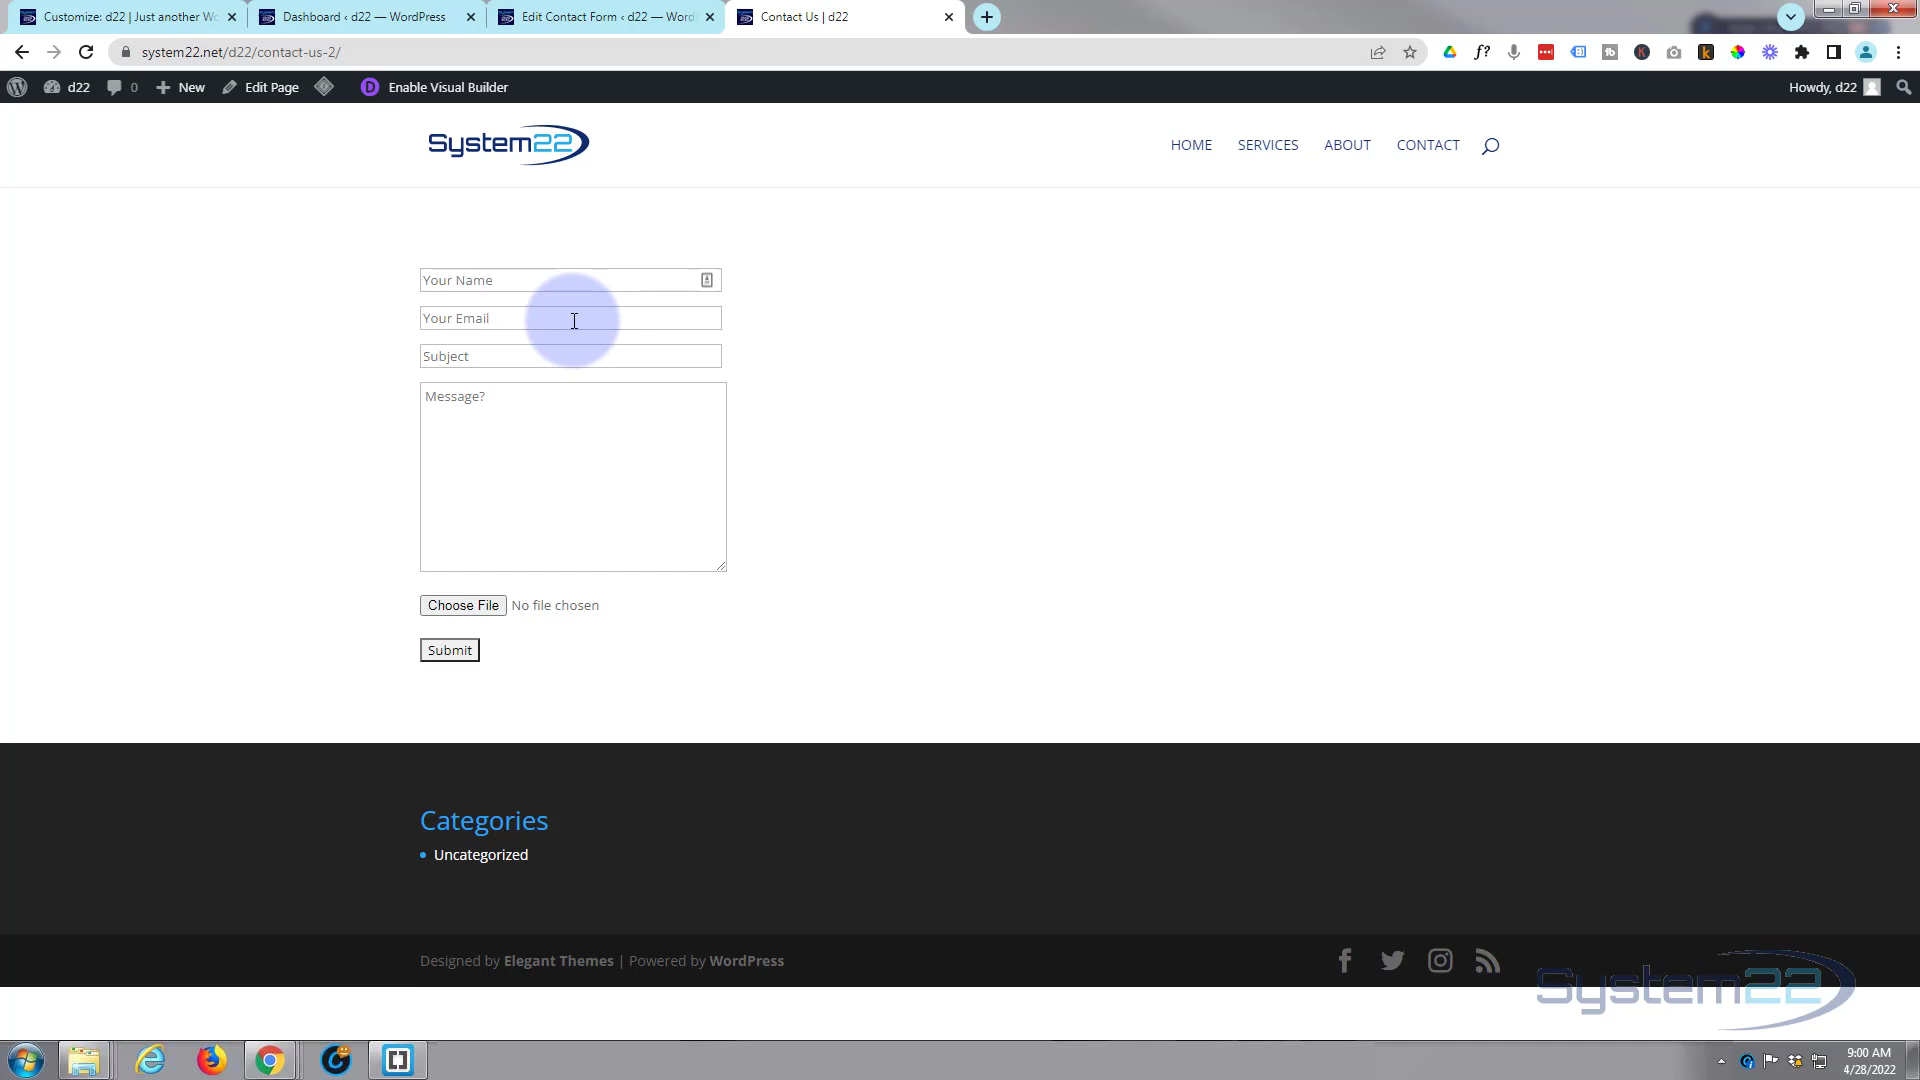 Customize: d22 | Just another Wo
Dashboard ‹ d22 — WordPress
Edit Contact Form ‹ d22 — Word
Contact Us | d22
system22.net/d22/contact-us-2/
d22
0
New
Edit Page
D
Enable Visual Builder
Howdy, d22
System22
HOME
SERVICES
ABOUT
CONTACT
Your Name
Your Email
Subject
Message?
Choose File No file chosen
Submit
Categories
Uncategorized
Designed by Elegant Themes | Powered by WordPress
System22
9:00 AM
4/28/2022